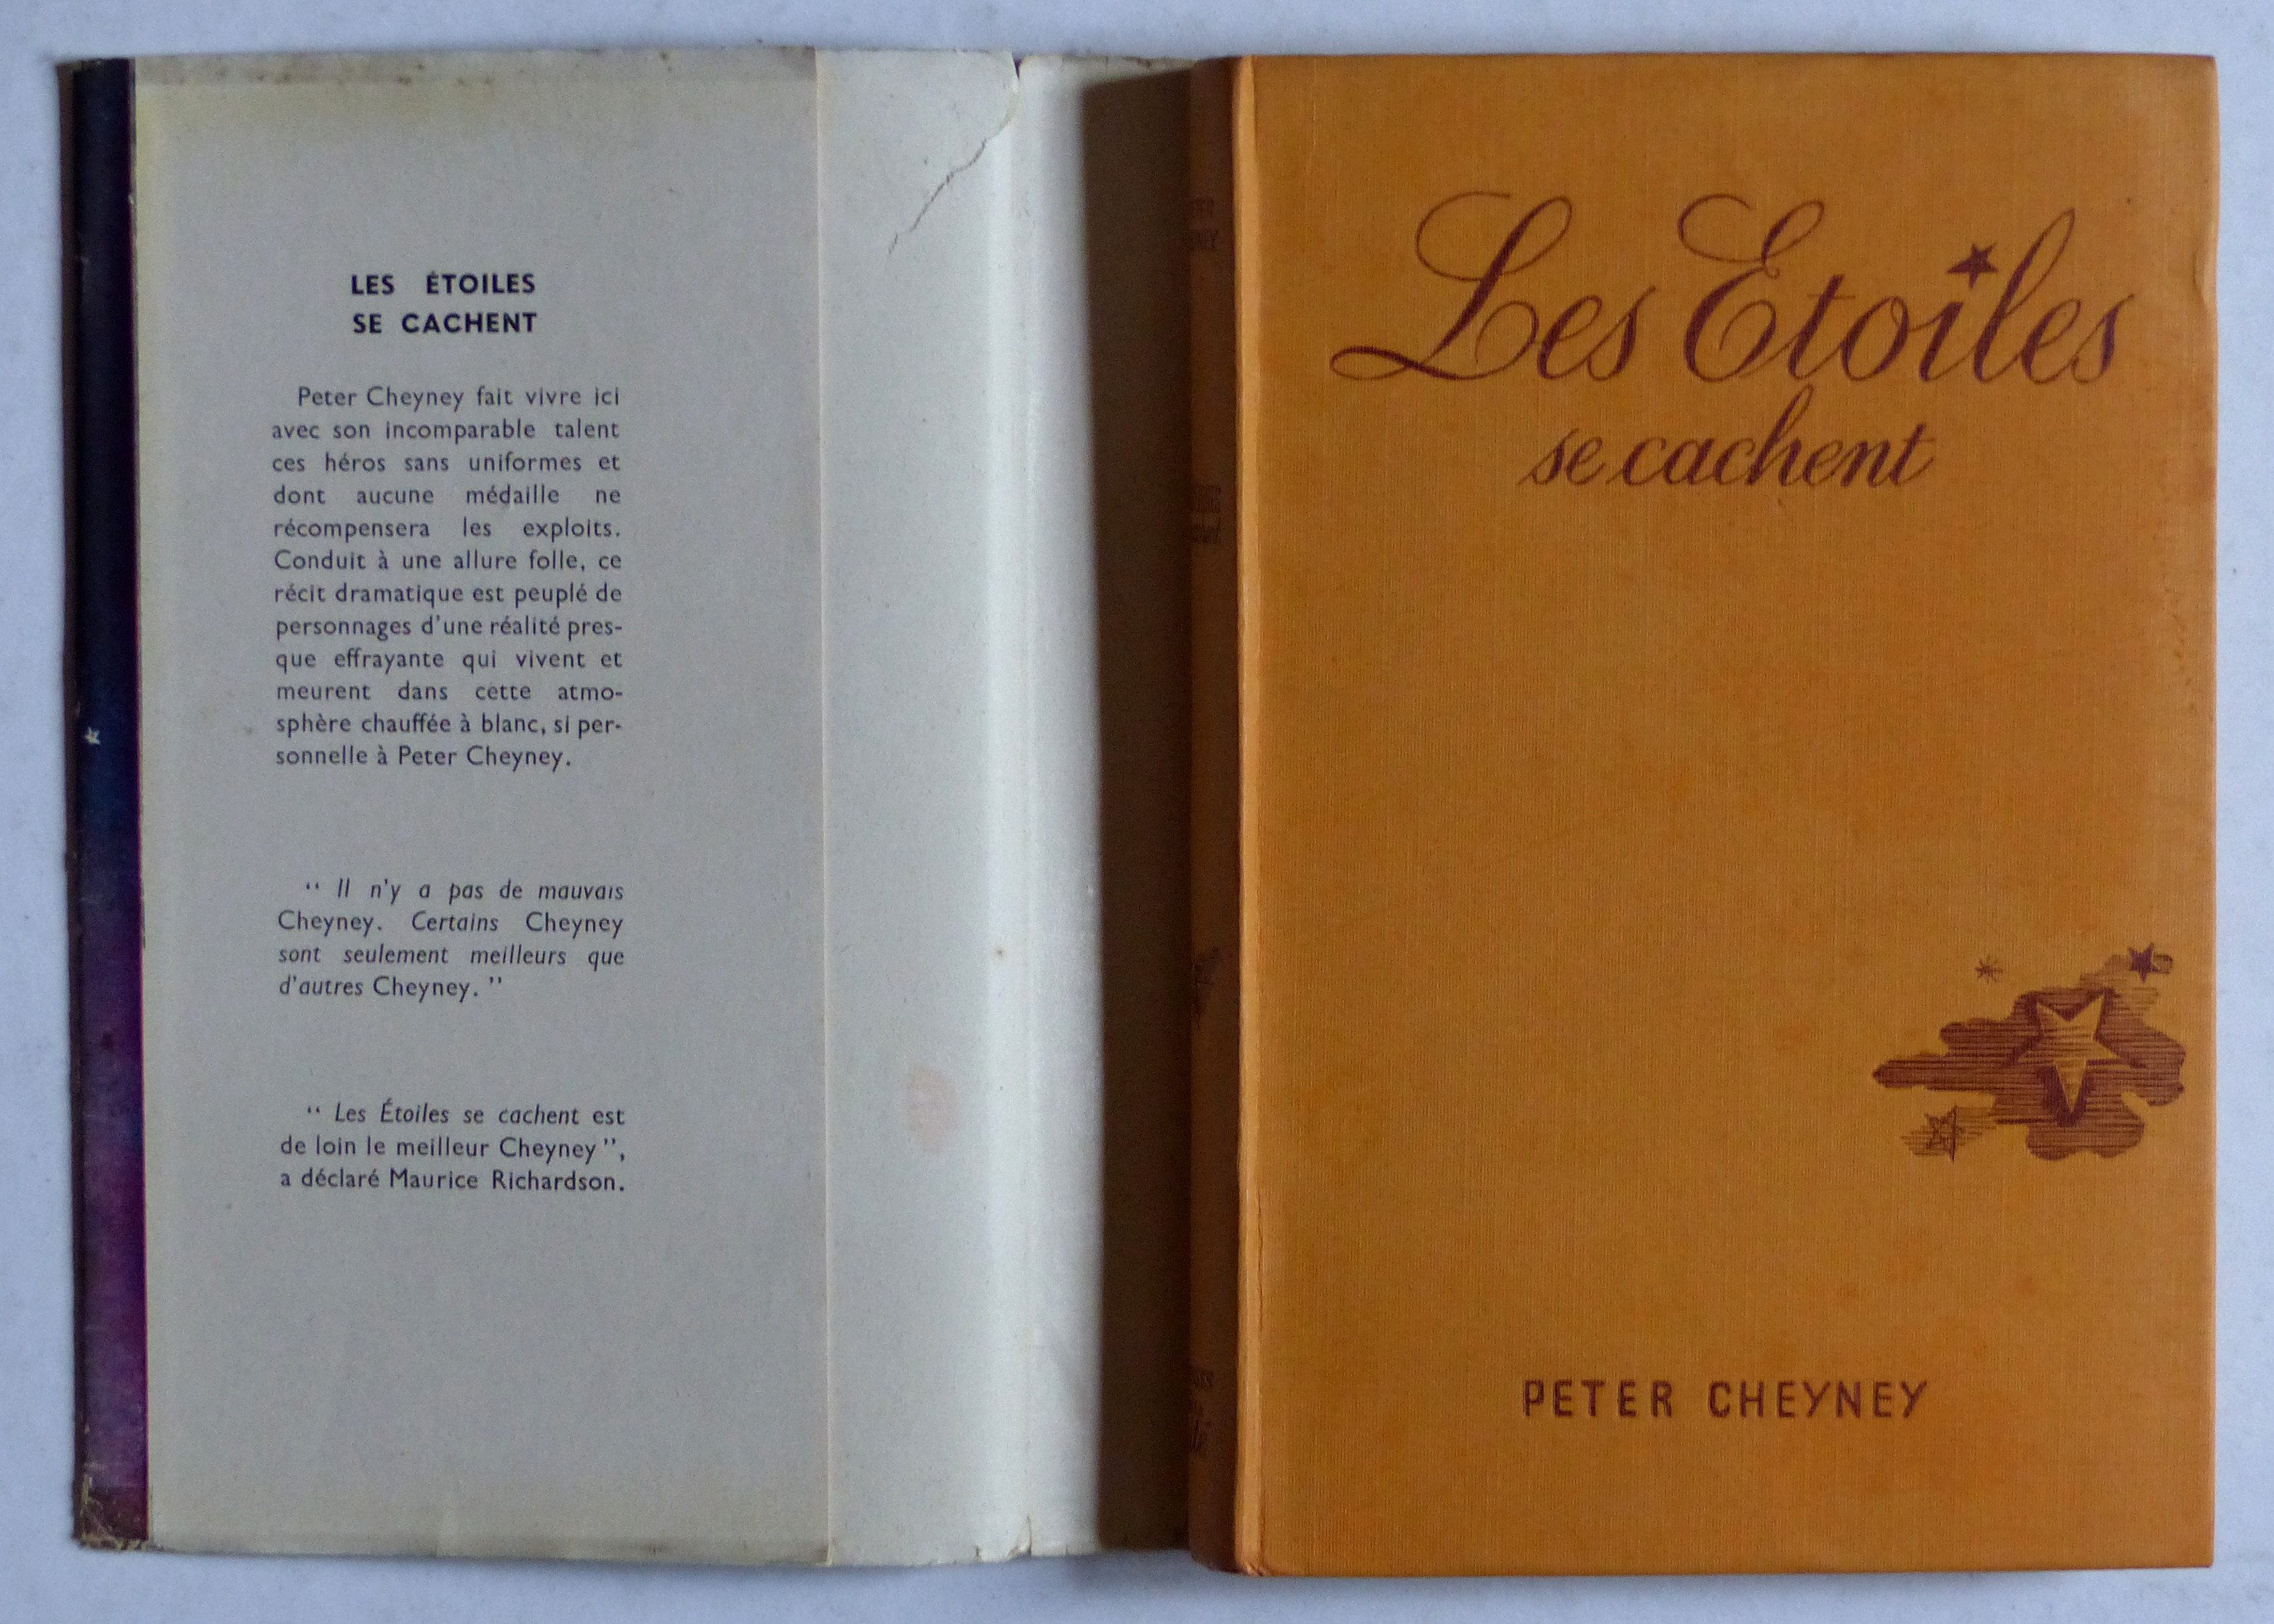 LES ÉTOILES
SE CACHENT
Peter Cheyney fait vivre ici
avec son incomparable talent
ces héros sans uniformes et
dont aucune médaille ne
récompensera les exploits.
Conduit à une allure folle, ce
récit dramatique est peuplé de
personnages d'une réalité pres-
que effrayante qui vivent et
meurent dans cette atmo-
sphère chauffée à blanc, si per-
sonnelle à Peter Cheyney.
“ Il n'y a pas de mauvais
Cheyney. Certains Cheyney
sont seulement meilleurs que
d'autres Cheyney. ”
“ Les Étoiles se cachent est
de loin le meilleur Cheyney ”,
a déclaré Maurice Richardson.
Les Etoiles
se cachent
PETER CHEYNEY